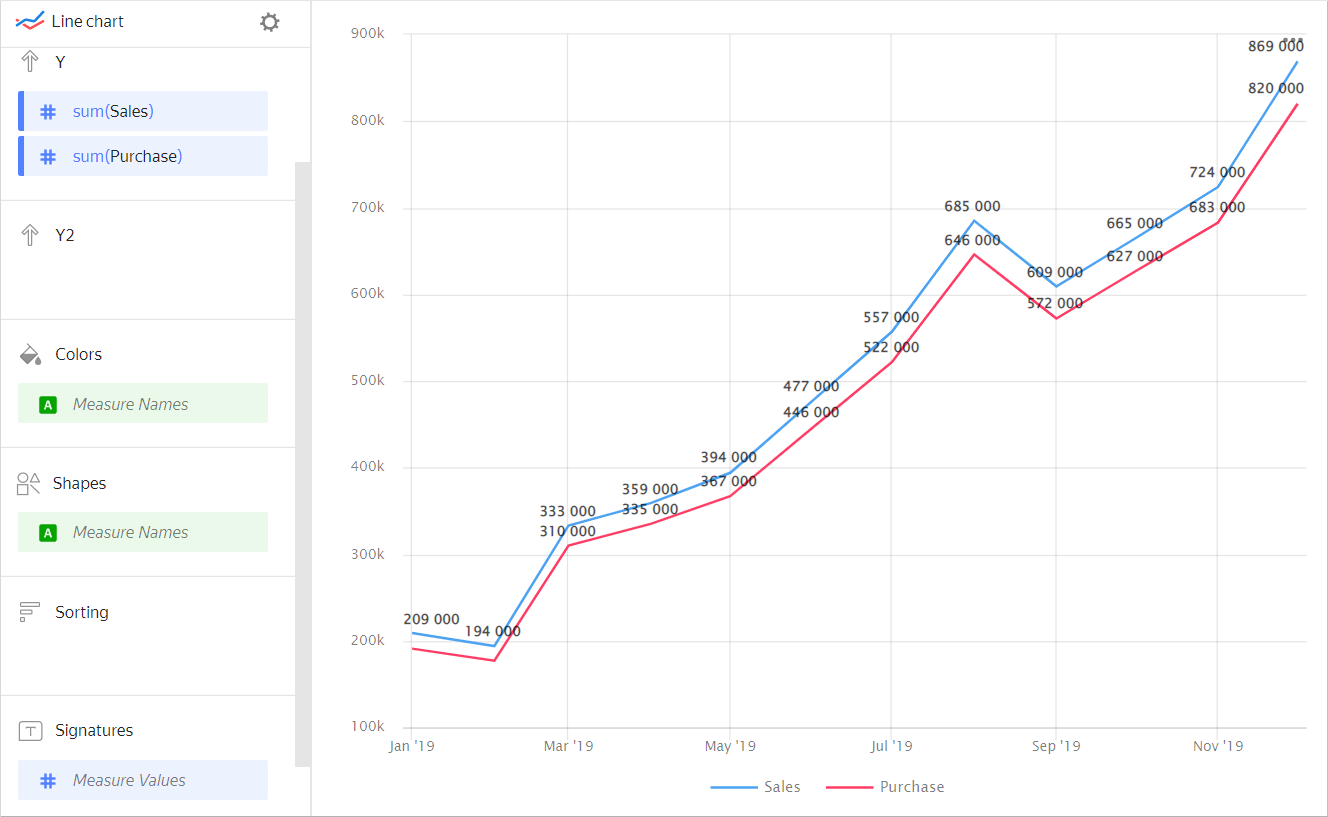 Line chart
Y
sum(Sales)
sum(Purchase)
Y2
Colors
A Measure Names
Shapes
A Measure Names
Sorting
T Signatures
Measure Values
900k
800k
700k
600k
500k
400k
300k
200k
100k
869 000
820 000
724 000
683 000
685 000
665 000
646 000
627 000
609 000
572 000
557 000
522 000
477 000
446 000
394 000
367 000
359 000
335 000
333 000
310 000
209 000
194 000
Jan '19 Mar '19 May '19 Jul '19 Sep '19 Nov '19
Sales Purchase